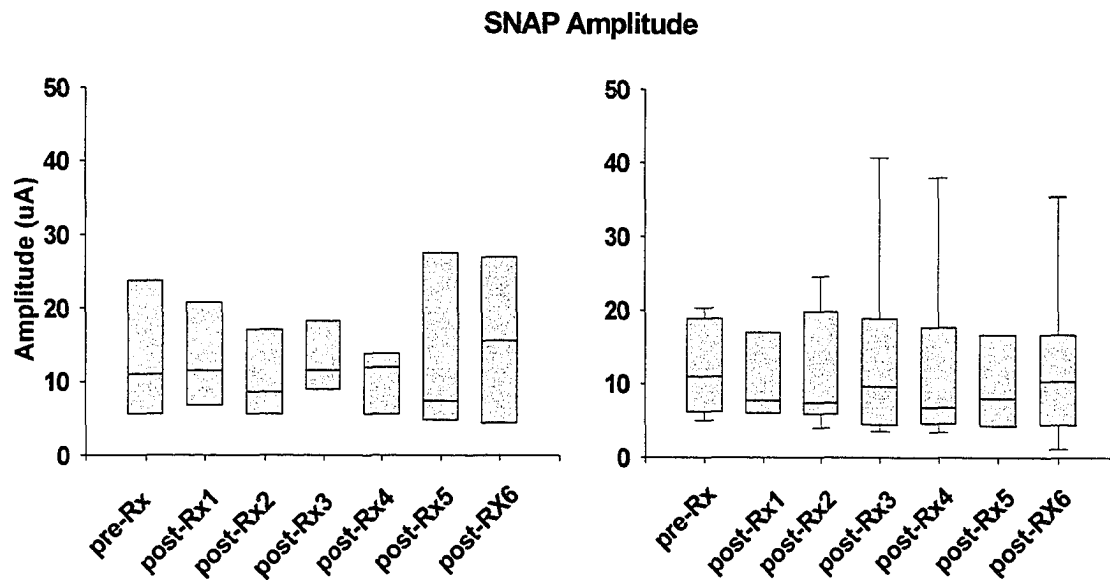 SNAP Amplitude
Amplitude (uA)
50
40
30
20
10
0
pre-Rx
post-Rx1
post-Rx2
post-Rx3
post-Rx4
post-Rx5
post-RX6
50
40
30
20
10
0
pre-Rx
post-Rx1
post-Rx2
post-Rx3
post-Rx4
post-Rx5
post-RX6